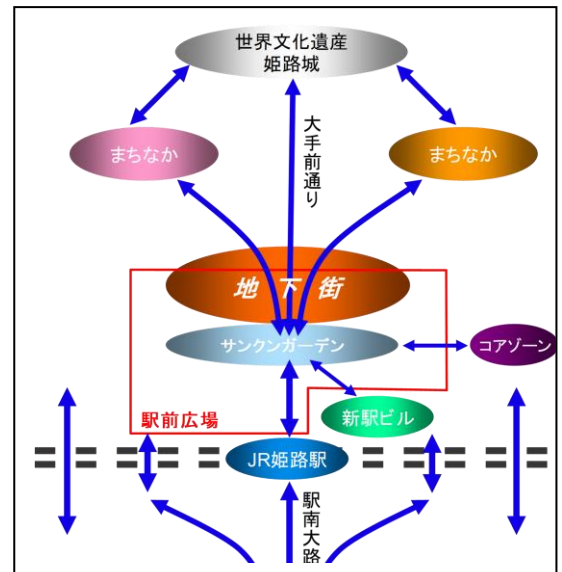 世界文化遺産
姫路城
まちなか
大手前通り
まちなか
地下街
サンクンガーデン
コアゾーン
新駅ビル
駅前広場
JR姫路駅
駅南大路